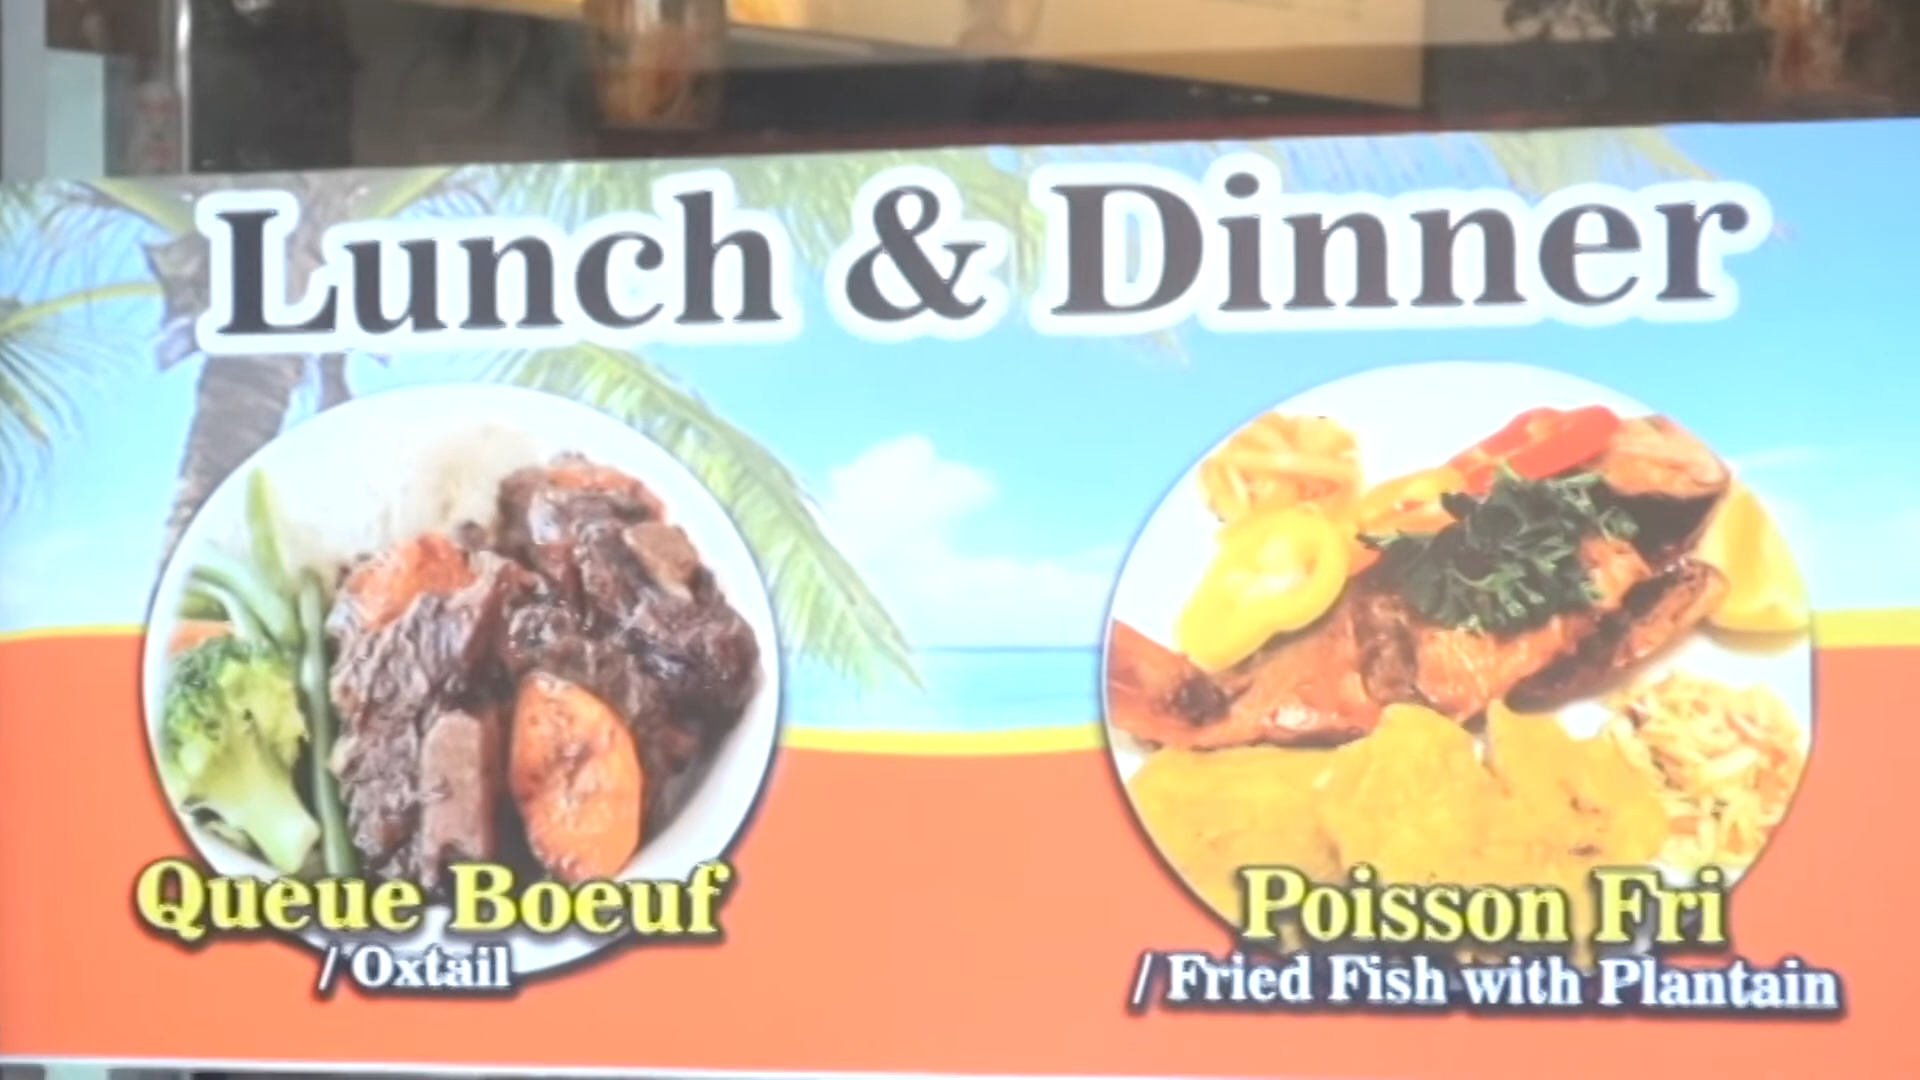 Lunch & Dinner
Queue Boeuf
/ Oxtail
Poisson Fri
/ Fried Fish with Plantain